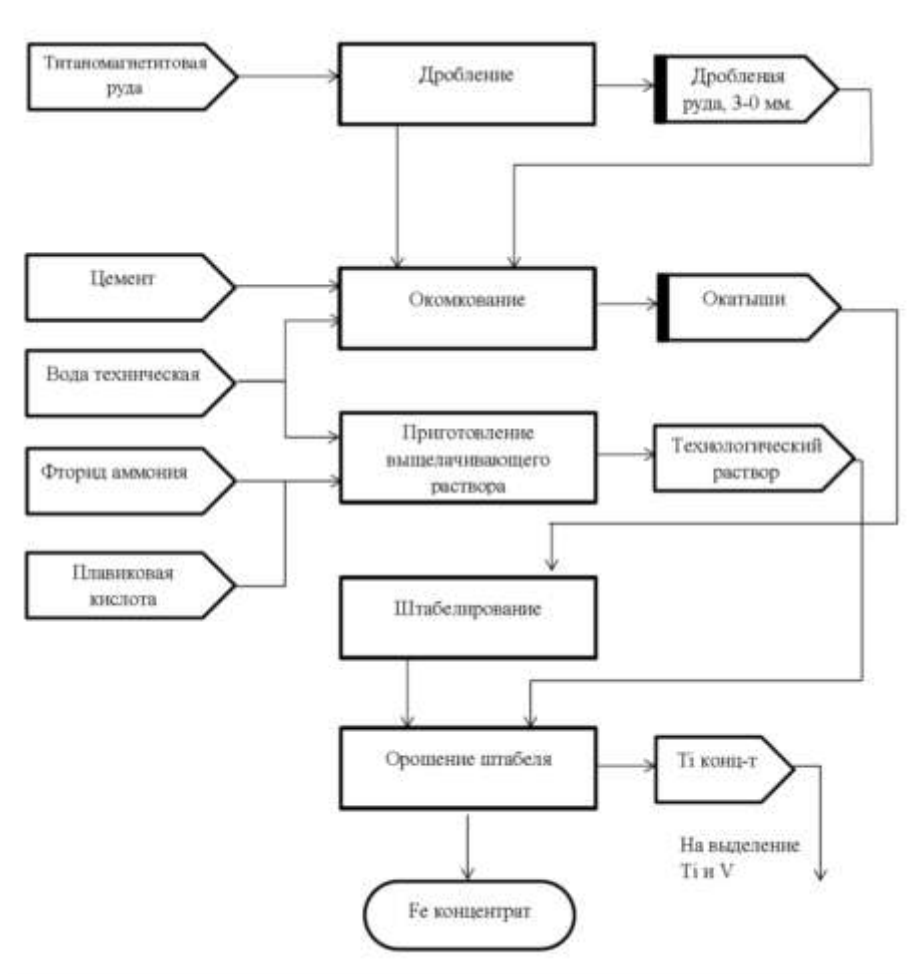 Титаномагнетитовая
руда
Дробление
Дробленая
руда, 3-0 мм.
Цемент
Окомкование
Окатыши
Вода техническая
Приготовление
выщелачивающего
раствора
Технологический
раствор
Фторид аммония
Плавиковая
кислота
Штабелирование
Орошение штабеля
Ti конц-т
На выделение
Ti и V
Fe концентрат